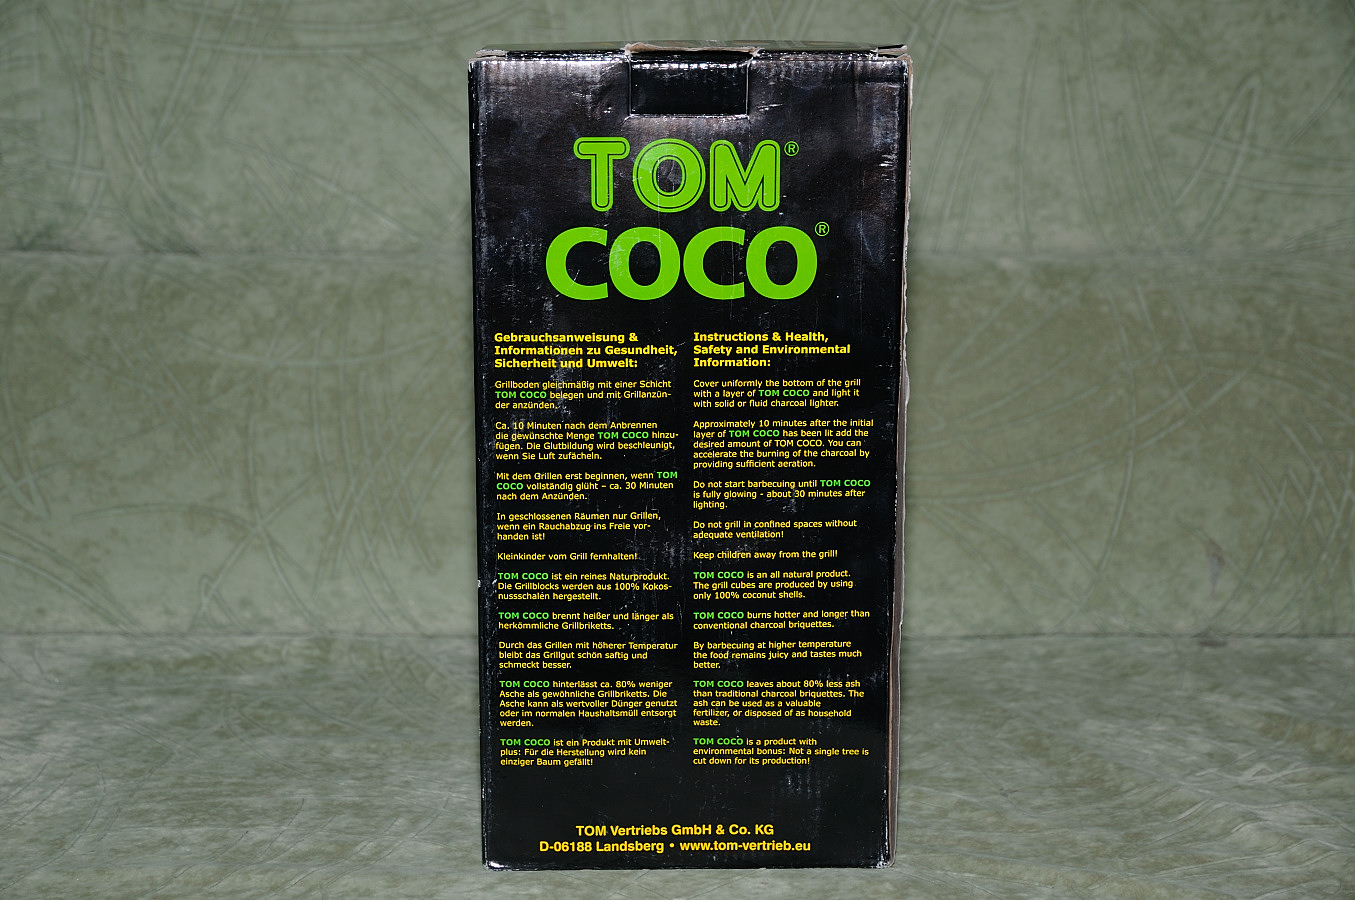 TOM®
COCO®
Gebrauchsanweisung &
Informationen zu Gesundheit,
Sicherheit und Umwelt:
Grillboden gleichmäßig mit einer Schicht
TOM COCO belegen und mit Grillanzün-
der anzünden.
Ca. 10 Minuten nach dem Anbrennen
die gewünschte Menge TOM COCO hinzu-
fügen. Die Glutbildung wird beschleunigt,
wenn Sie Luft zufächeln.
Mit dem Grillen erst beginnen, wenn TOM
COCO vollständig glüht – ca. 30 Minuten
nach dem Anzünden.
In geschlossenen Räumen nur Grillen,
wenn ein Rauchabzug ins Freie vor-
handen ist!
Kleinkinder vom Grill fernhalten!
TOM COCO ist ein reines Naturprodukt.
Die Grillblocks werden aus 100% Kokos-
nussschalen hergestellt.
TOM COCO brennt heißer und länger als
herkömmliche Grillbriketts.
Durch das Grillen mit höherer Temperatur
bleibt das Grillgut schön saftig und
schmeckt besser.
TOM COCO hinterlässt ca. 80% weniger
Asche als gewöhnliche Grillbriketts. Die
Asche kann als wertvoller Dünger genutzt
oder im normalen Haushaltsmüll entsorgt
werden.
TOM COCO ist ein Produkt mit Umwelt-
plus: Für die Herstellung wird kein
einziger Baum gefällt!
Instructions & Health,
Safety and Environmental
Information:
Cover uniformly the bottom of the grill
with a layer of TOM COCO and light it
with solid or fluid charcoal lighter.
Approximately 10 minutes after the initial
layer of TOM COCO has been lit add the
desired amount of TOM COCO. You can
accelerate the burning of the charcoal by
providing sufficient aeration.
Do not start barbecuing until TOM COCO
is fully glowing - about 30 minutes after
lighting.
Do not grill in confined spaces without
adequate ventilation!
Keep children away from the grill!
TOM COCO is an all natural product.
The grill cubes are produced by using
only 100% coconut shells.
TOM COCO burns hotter and longer than
conventional charcoal briquettes.
By barbecuing at higher temperature
the food remains juicy and tastes much
better.
TOM COCO leaves about 80% less ash
than traditional charcoal briquettes. The
ash can be used as a valuable
fertilizer, or disposed of as household
waste.
TOM COCO is a product with
environmental bonus: Not a single tree is
cut down for its production!
TOM Vertriebs GmbH & Co. KG
D-06188 Landsberg • www.tom-vertrieb.eu